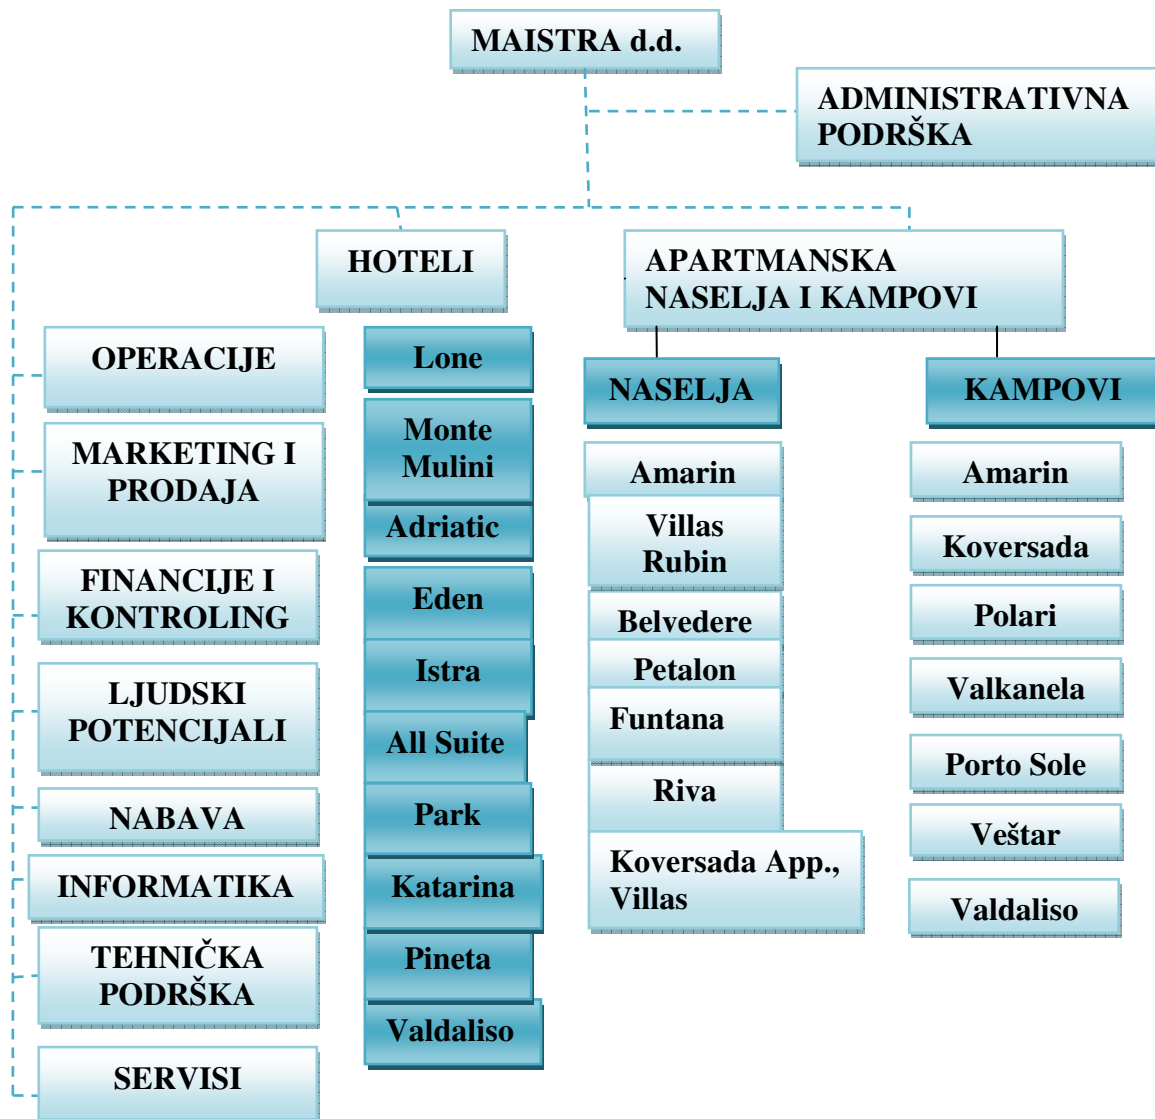 MAISTRA d.d.
ADMINISTRATIVNA
PODRŠKA
HOTELI
APARTMANSKA
NASELJA I KAMPOVI
OPERACIJE
MARKETING I
PRODAJA
FINANCIJE I
KONTROLING
LJUDSKI
POTENCIJALI
NABAVA
INFORMATIKA
TEHNIČKA
PODRŠKA
SERVISI
Lone
Monte
Mulini
Adriatic
Eden
Istra
All Suite
Park
Katarina
Pineta
Valdaliso
NASELJA
Amarin
Villas
Rubin
Belvedere
Petalon
Funtana
Riva
Koversada App.,
Villas
KAMPOVI
Amarin
Koversada
Polari
Valkanela
Porto Sole
Veštar
Valdaliso